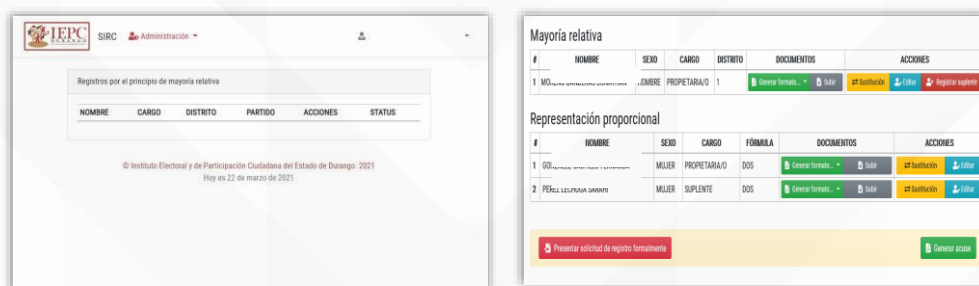 IEPC
DURANGO
SIRC Administración
Registros por el principio de mayoría relativa
NOMBRE CARGO DISTRITO PARTIDO ACCIONES STATUS
© Instituto Electoral y de Participación Ciudadana del Estado de Durango. 2021
Hoy es 22 de marzo de 2021
Mayoría relativa
# NOMBRE SEXO CARGO DISTRITO DOCUMENTOS ACCIONES
1 HOMBRE PROPIETARIA/O 1 Generar formato... Subir Sustitución Editar Registrar suplente
Representación proporcional
# NOMBRE SEXO CARGO FÓRMULA DOCUMENTOS ACCIONES
1 MUJER PROPIETARIA/O DOS Generar formato... Subir Sustitución Editar
2 MUJER SUPLENTE DOS Generar formato... Subir Sustitución Editar
Presentar solicitud de registro formalmente Generar acuse